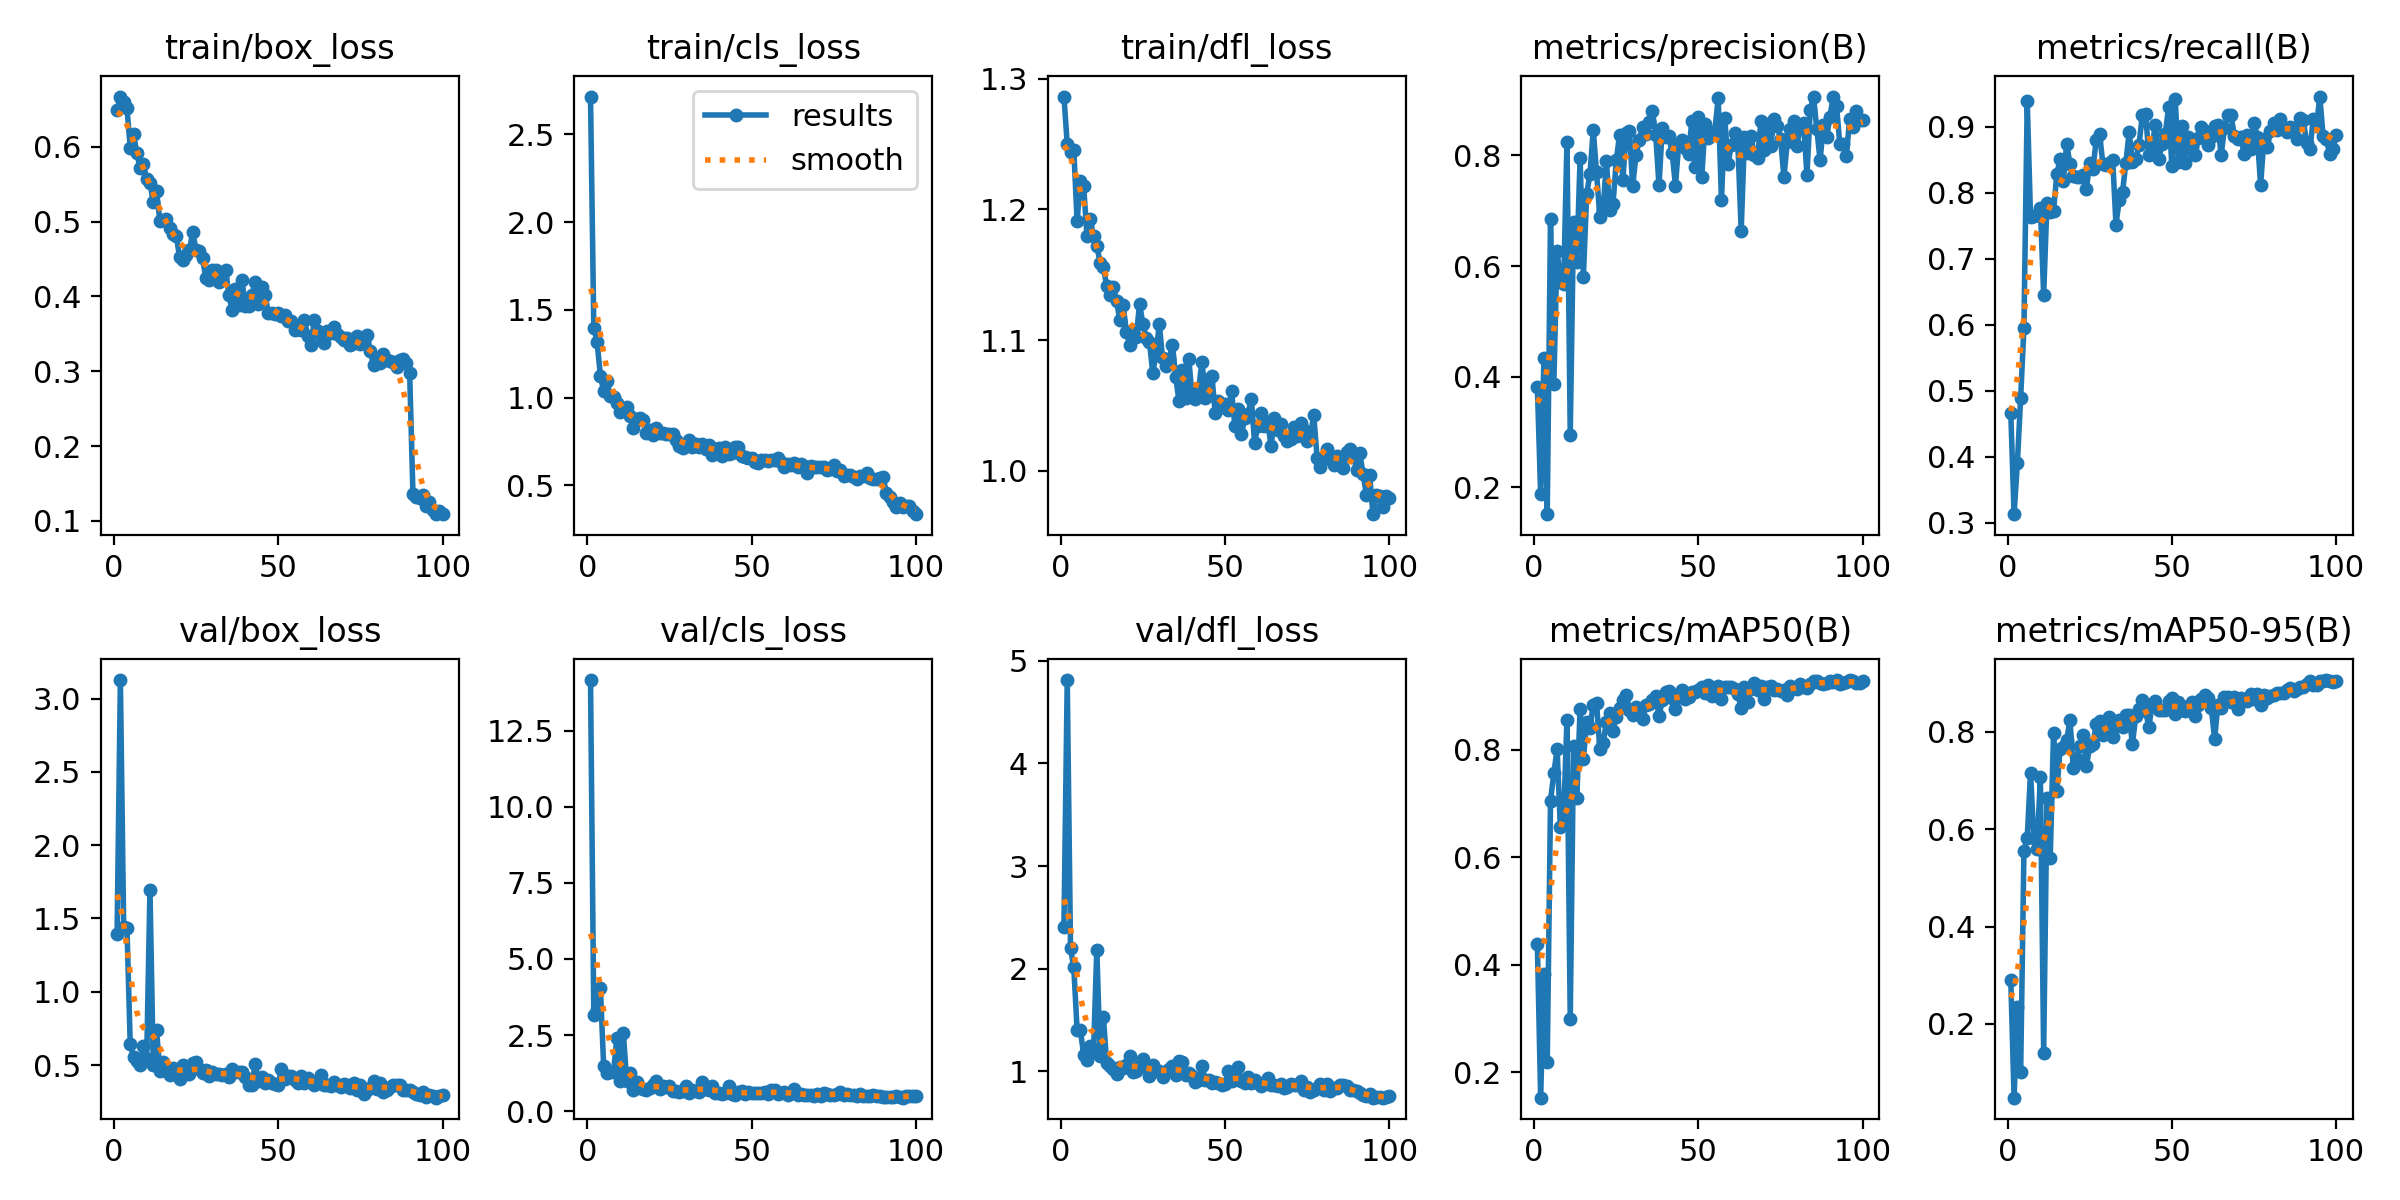 train/box_loss
0.6
0.5
0.4
0.3
0.2
0.1
0 50 100
train/cls_loss
results
smooth
2.5
2.0
1.5
1.0
0.5
0 50 100
train/dfl_loss
1.3
1.2
1.1
1.0
0 50 100
metrics/precision(B)
0.8
0.6
0.4
0.2
0 50 100
metrics/recall(B)
0.9
0.8
0.7
0.6
0.5
0.4
0.3
0 50 100
val/box_loss
3.0
2.5
2.0
1.5
1.0
0.5
0 50 100
val/cls_loss
12.5
10.0
7.5
5.0
2.5
0.0
0 50 100
val/dfl_loss
5
4
3
2
1
0 50 100
metrics/mAP50(B)
0.8
0.6
0.4
0.2
0 50 100
metrics/mAP50-95(B)
0.8
0.6
0.4
0.2
0 50 100